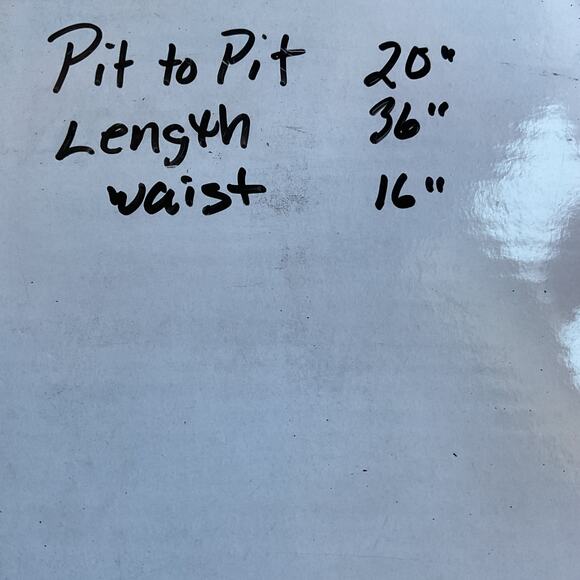 Pit to Pit 20"
Length 36"
waist 16"